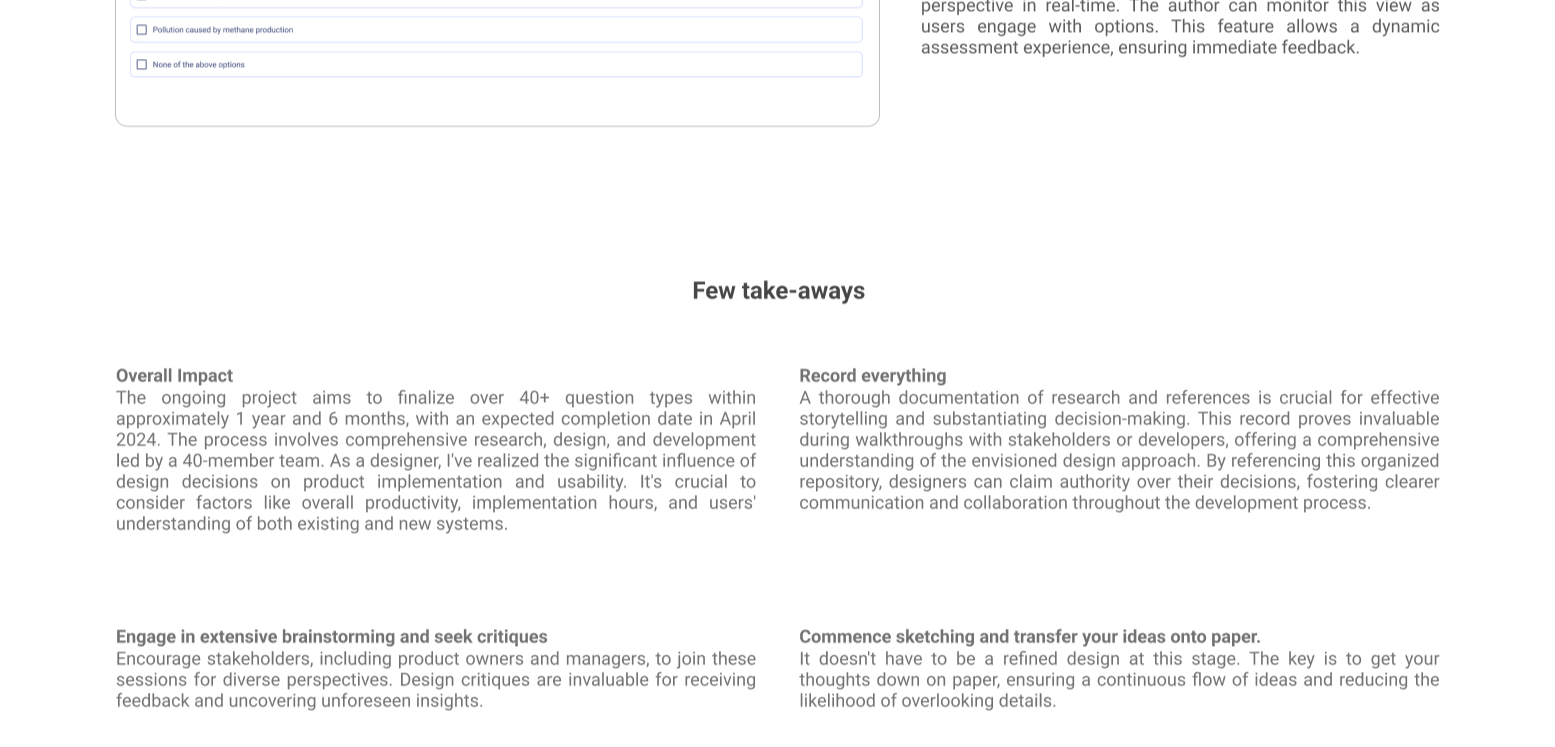 Pollution caused by methane production
None of the above options
perspective in real-time. The author can monitor this view as
users engage with options. This feature allows a dynamic
assessment experience, ensuring immediate feedback.
Few take-aways
Overall Impact
The ongoing project aims to finalize over 40+ question types within
approximately 1 year and 6 months, with an expected completion date in April
2024. The process involves comprehensive research, design, and development
led by a 40-member team. As a designer, I've realized the significant influence of
design decisions on product implementation and usability. It's crucial to
consider factors like overall productivity, implementation hours, and users'
understanding of both existing and new systems.
Record everything
A thorough documentation of research and references is crucial for effective
storytelling and substantiating decision-making. This record proves invaluable
during walkthroughs with stakeholders or developers, offering a comprehensive
understanding of the envisioned design approach. By referencing this organized
repository, designers can claim authority over their decisions, fostering clearer
communication and collaboration throughout the development process.
Engage in extensive brainstorming and seek critiques
Encourage stakeholders, including product owners and managers, to join these
sessions for diverse perspectives. Design critiques are invaluable for receiving
feedback and uncovering unforeseen insights.
Commence sketching and transfer your ideas onto paper.
It doesn't have to be a refined design at this stage. The key is to get your
thoughts down on paper, ensuring a continuous flow of ideas and reducing the
likelihood of overlooking details.